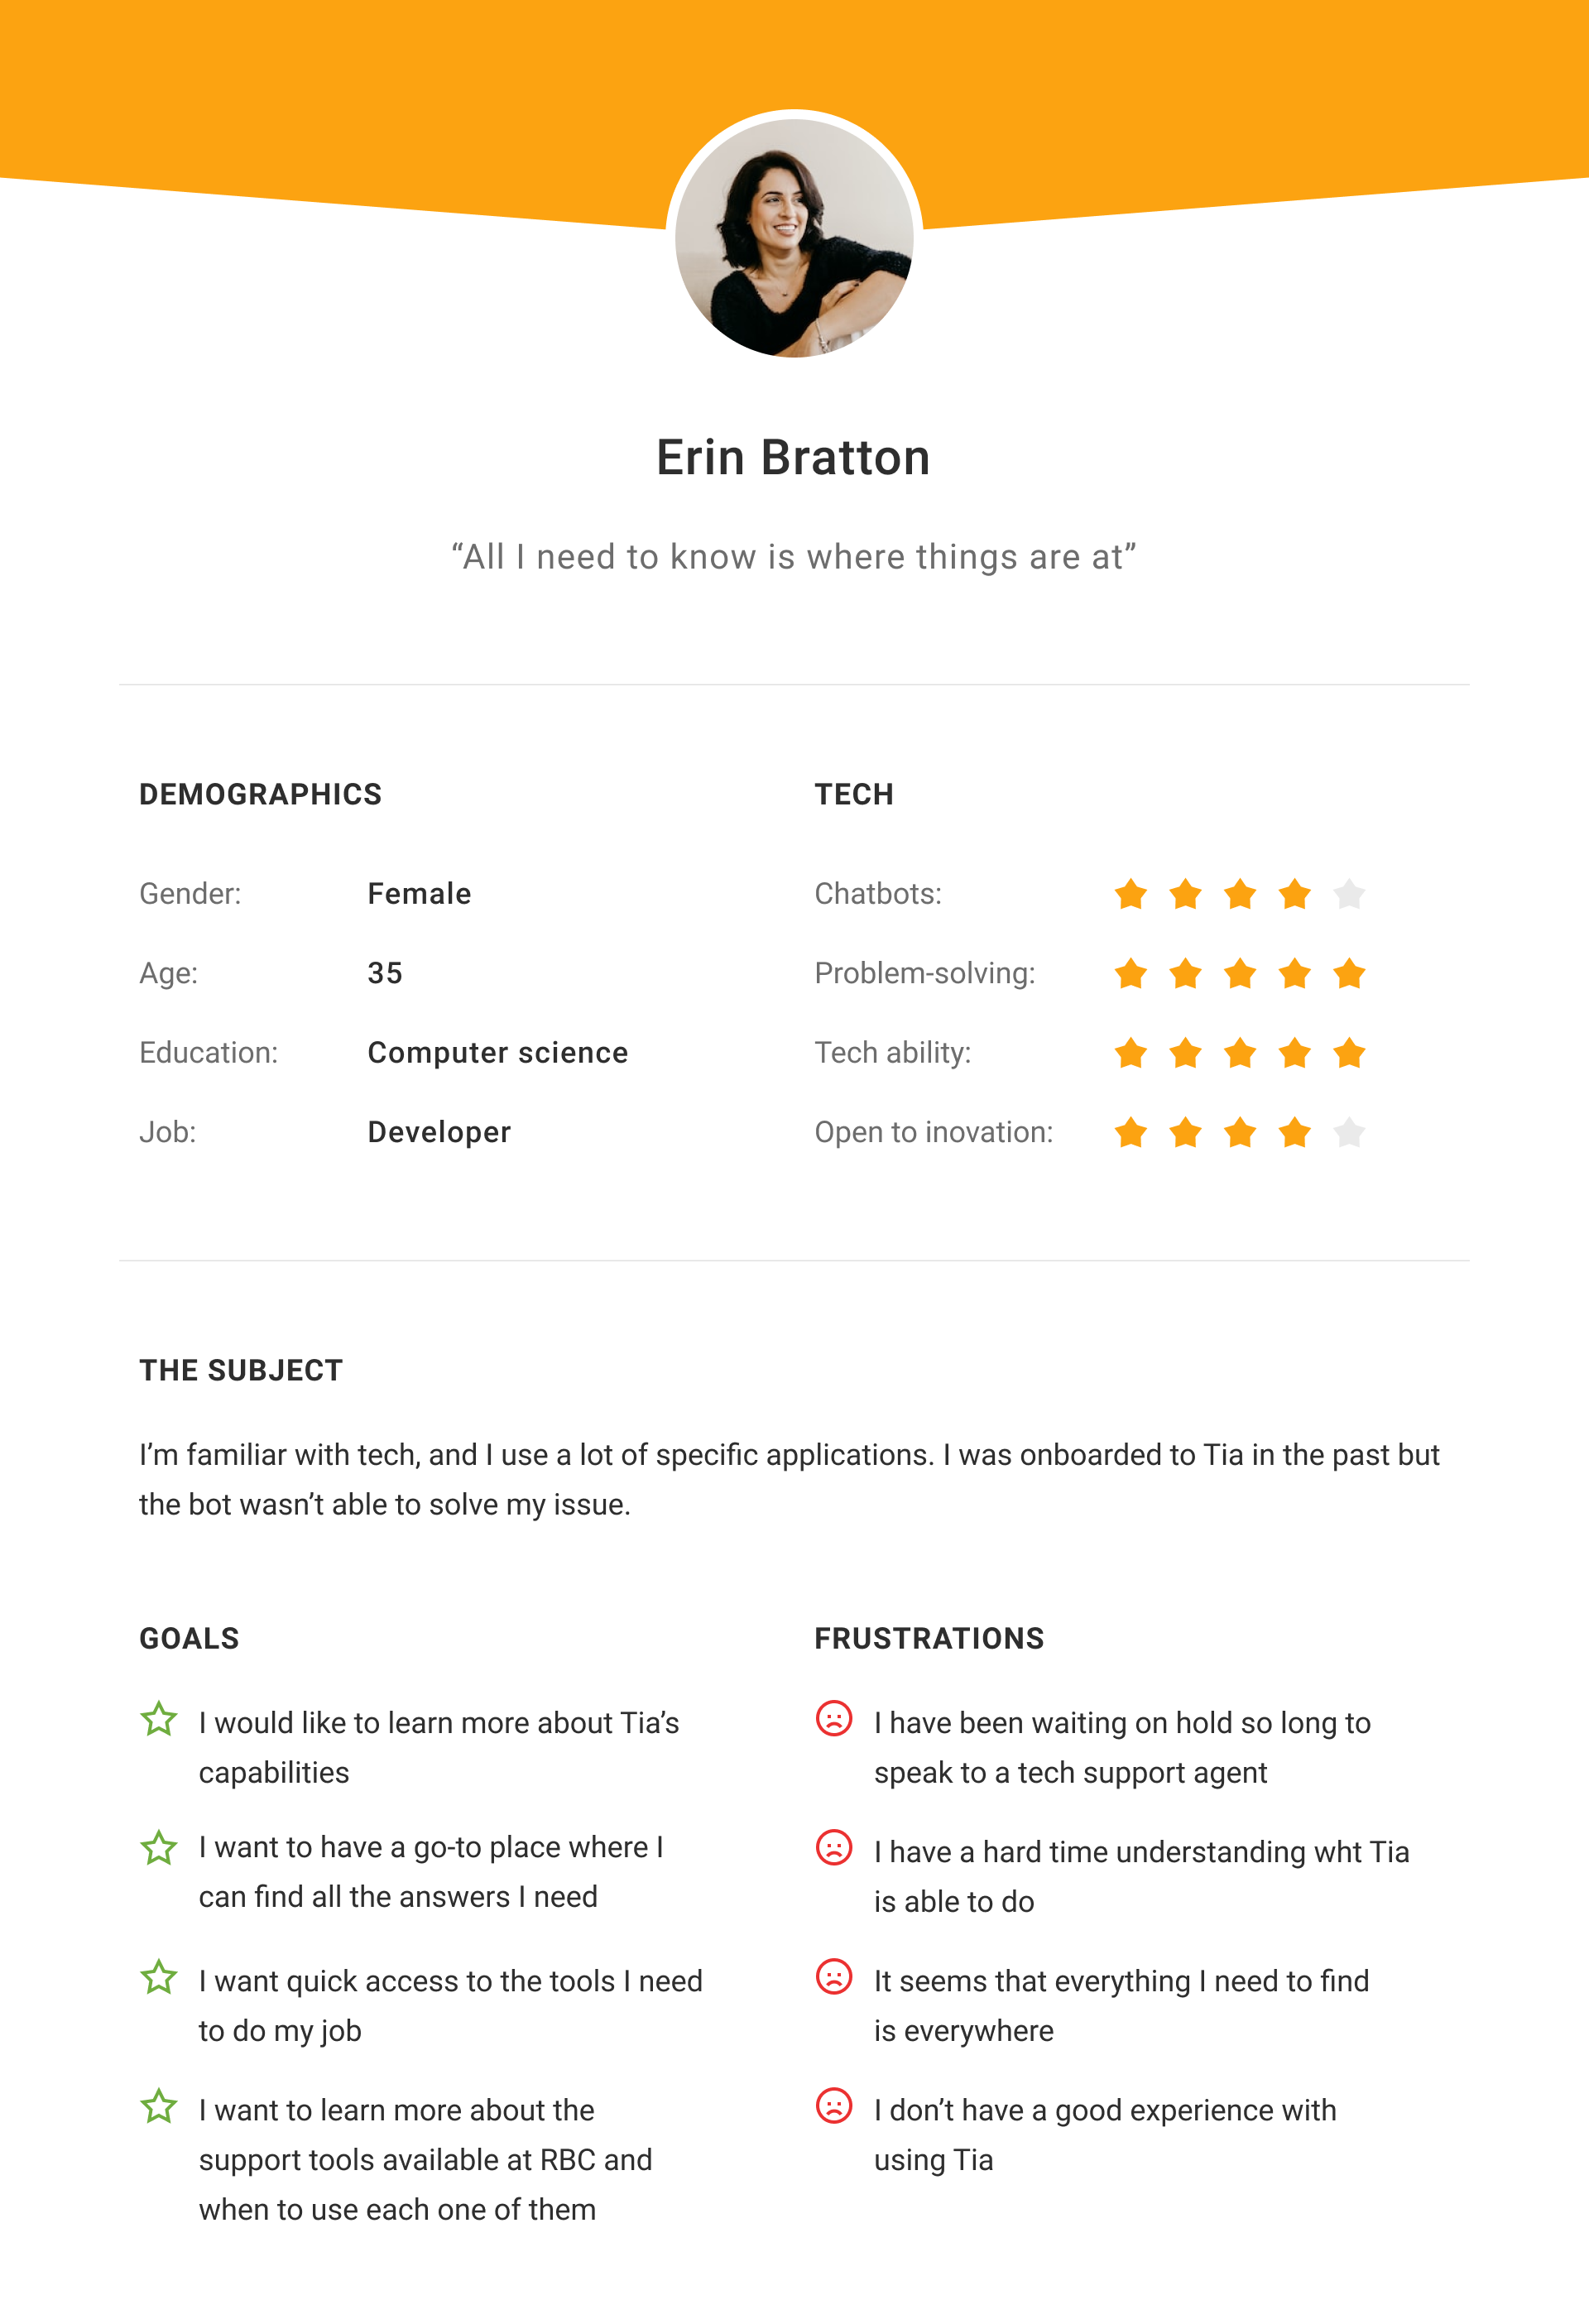 Erin Bratton
“All I need to know is where things are at”
DEMOGRAPHICS
Gender: Female
Age: 35
Education: Computer science
Job: Developer
TECH
Chatbots:
Problem-solving:
Tech ability:
Open to inovation:
THE SUBJECT
I’m familiar with tech, and I use a lot of specific applications. I was onboarded to Tia in the past but
the bot wasn’t able to solve my issue.
GOALS
I would like to learn more about Tia’s
capabilities
I want to have a go-to place where I
can find all the answers I need
I want quick access to the tools I need
to do my job
I want to learn more about the
support tools available at RBC and
when to use each one of them
FRUSTRATIONS
I have been waiting on hold so long to
speak to a tech support agent
I have a hard time understanding wht Tia
is able to do
It seems that everything I need to find
is everywhere
I don’t have a good experience with
using Tia